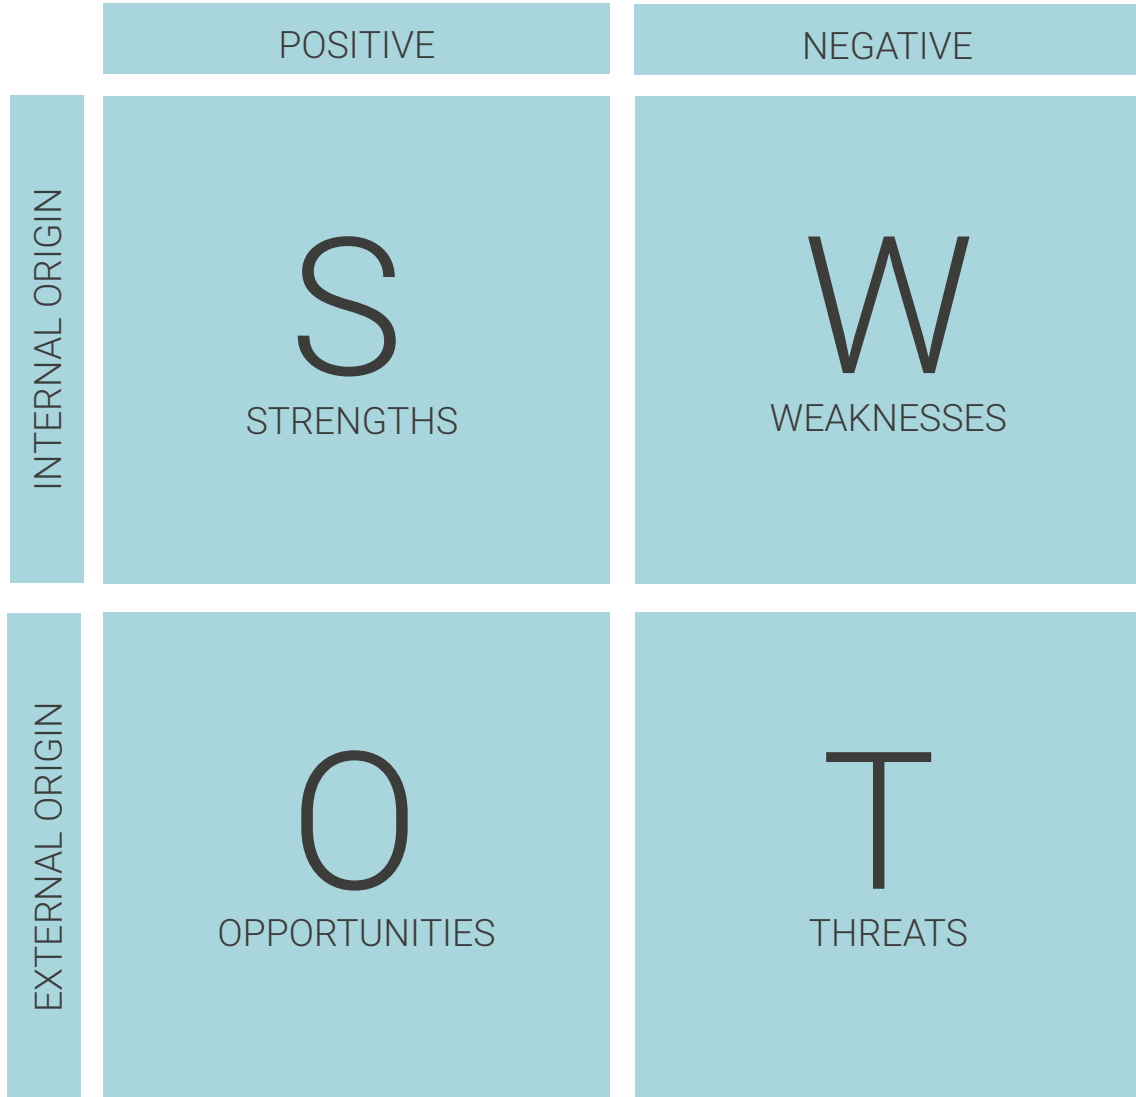 POSITIVE
NEGATIVE
INTERNAL ORIGIN
S
STRENGTHS
W
WEAKNESSES
EXTERNAL ORIGIN
O
OPPORTUNITIES
T
THREATS